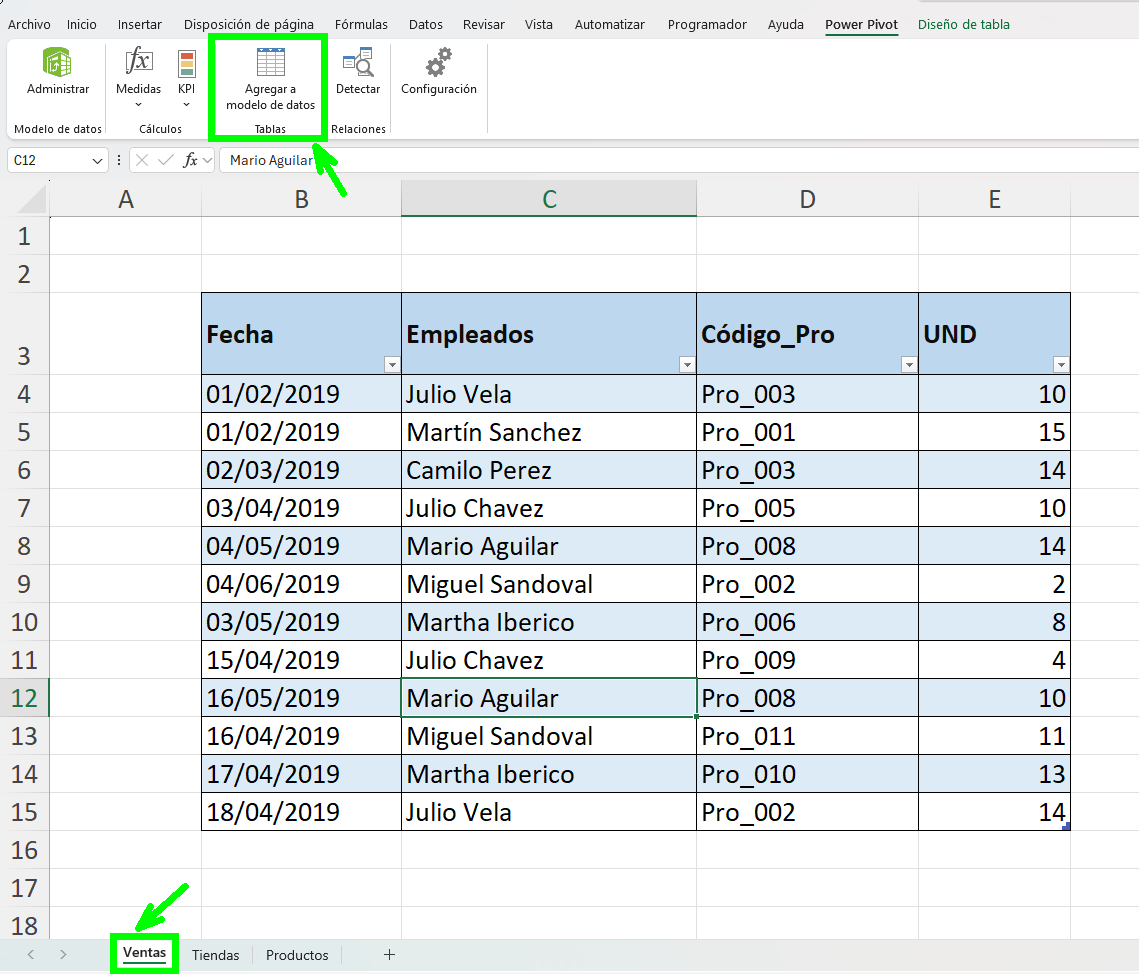 Archivo Inicio Insertar Disposición de página Fórmulas Datos Revisar Vista Automatizar Programador Ayuda Power Pivot Diseño de tabla
Administrar
Medidas
KPI
Agregar a
modelo de datos
Detectar
Configuración
Modelo de datos Cálculos Tablas Relaciones
C12 fx Mario Aguilar
A B C D E
1
2
3 Fecha Empleados Código_Pro UND
4 01/02/2019 Julio Vela Pro_003 10
5 01/02/2019 Martín Sanchez Pro_001 15
6 02/03/2019 Camilo Perez Pro_003 14
7 03/04/2019 Julio Chavez Pro_005 10
8 04/05/2019 Mario Aguilar Pro_008 14
9 04/06/2019 Miguel Sandoval Pro_002 2
10 03/05/2019 Martha Iberico Pro_006 8
11 15/04/2019 Julio Chavez Pro_009 4
12 16/05/2019 Mario Aguilar Pro_008 10
13 16/04/2019 Miguel Sandoval Pro_011 11
14 17/04/2019 Martha Iberico Pro_010 13
15 18/04/2019 Julio Vela Pro_002 14
16
17
18
Ventas Tiendas Productos